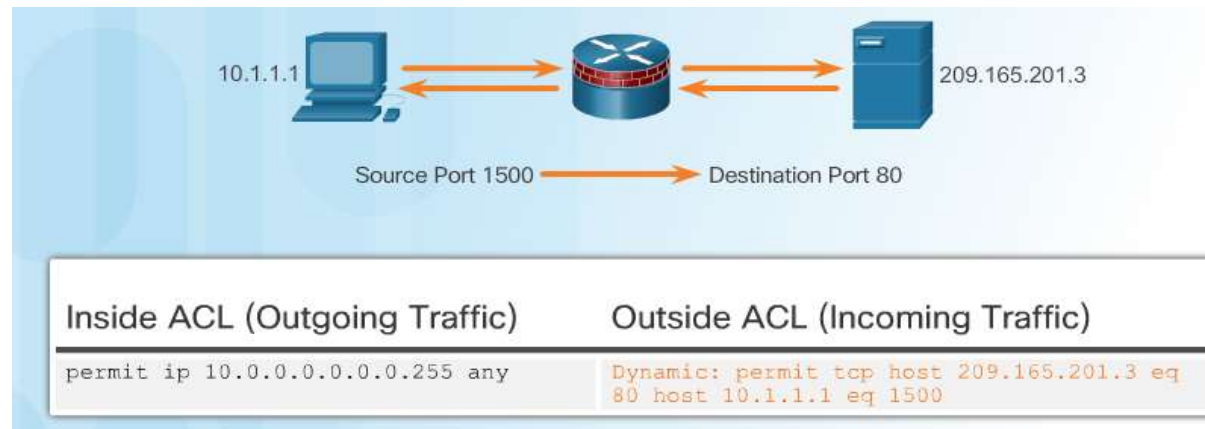 10.1.1.1
209.165.201.3
Source Port 1500
Destination Port 80
Inside ACL (Outgoing Traffic)
Outside ACL (Incoming Traffic)
permit ip 10.0.0.0.0.0.0.255 any
Dynamic: permit tcp host 209.165.201.3 eq
80 host 10.1.1.1 eq 1500